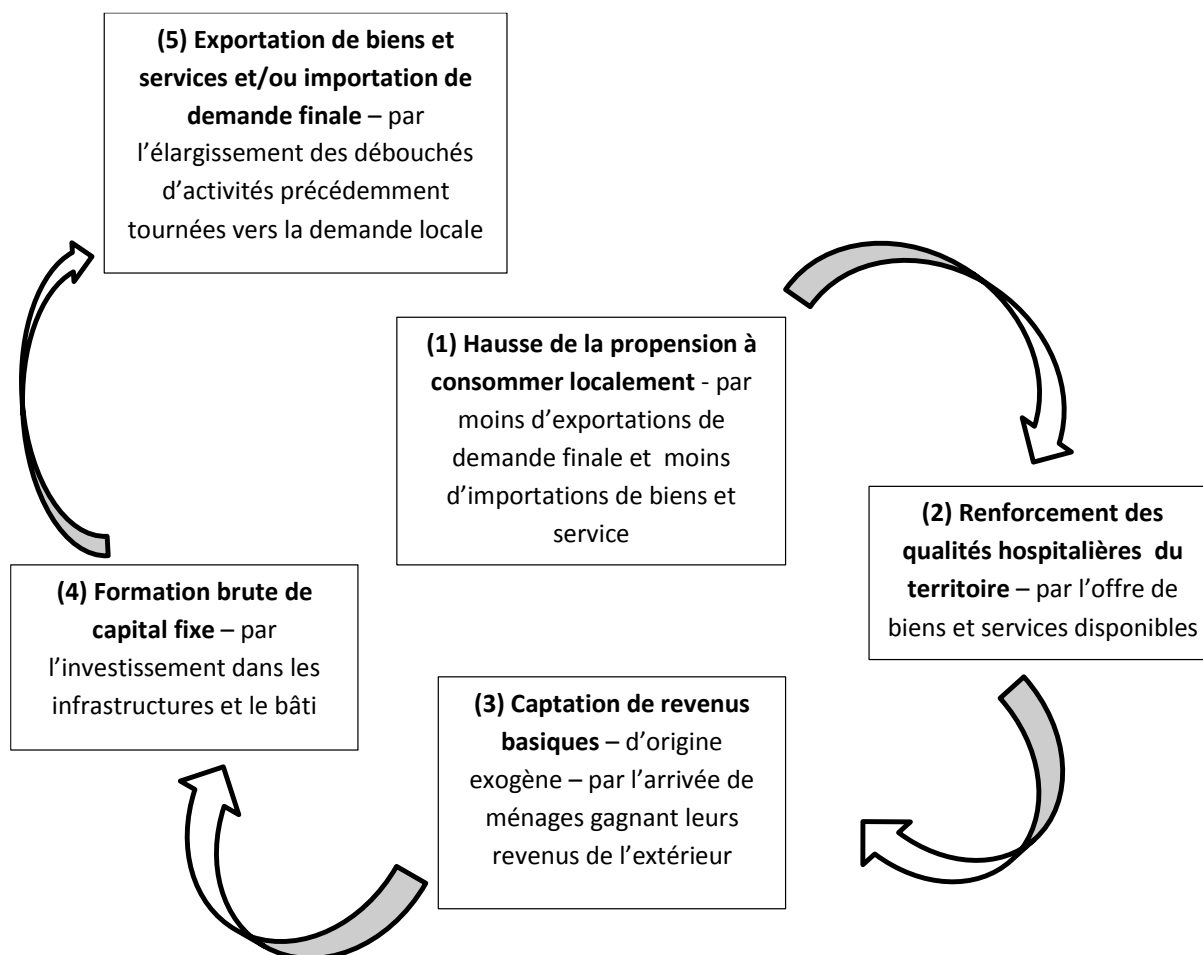 (5) Exportation de biens et
services et/ou importation de
demande finale – par
l’élargissement des débouchés
d’activités précédemment
tournées vers la demande locale
(1) Hausse de la propension à
consommer localement - par
moins d’exportations de
demande finale et moins
d’importations de biens et
service
(2) Renforcement des
qualités hospitalières du
territoire – par l’offre de
biens et services disponibles
(3) Captation de revenus
basiques – d’origine
exogène – par l’arrivée de
ménages gagnant leurs
revenus de l’extérieur
(4) Formation brute de
capital fixe – par
l’investissement dans les
infrastructures et le bâti